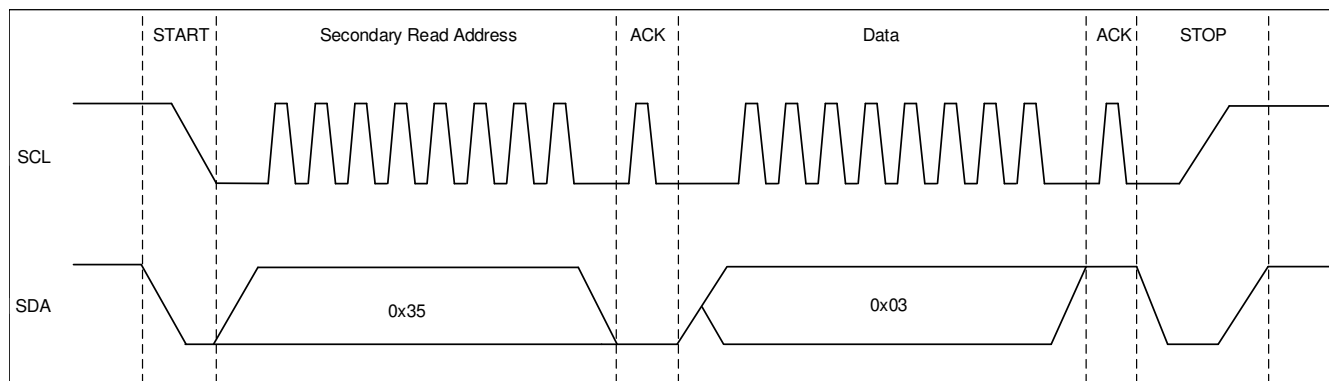 START Secondary Read Address ACK Data ACK STOP
SCL
SDA 0x35 0x03